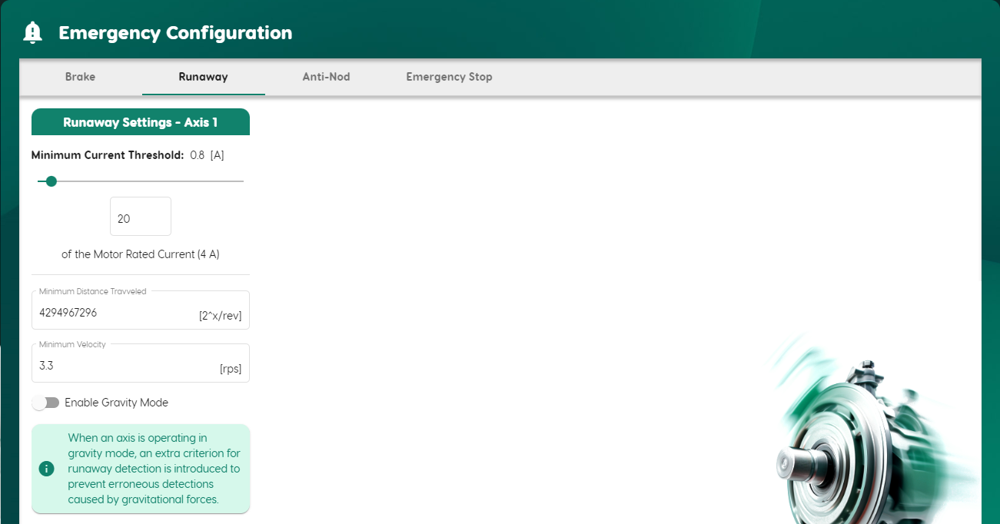 Emergency Configuration
Brake
Runaway
Anti-Nod
Emergency Stop
Runaway Settings - Axis 1
Minimum Current Threshold: 0.8 [A]
20
of the Motor Rated Current (4 A)
Minimum Distance Travveled
4294967296 [2^x/rev]
Minimum Velocity
3.3 [rps]
Enable Gravity Mode
When an axis is operating in
gravity mode, an extra criterion for
runaway detection is introduced to
prevent erroneous detections
caused by gravitational forces.